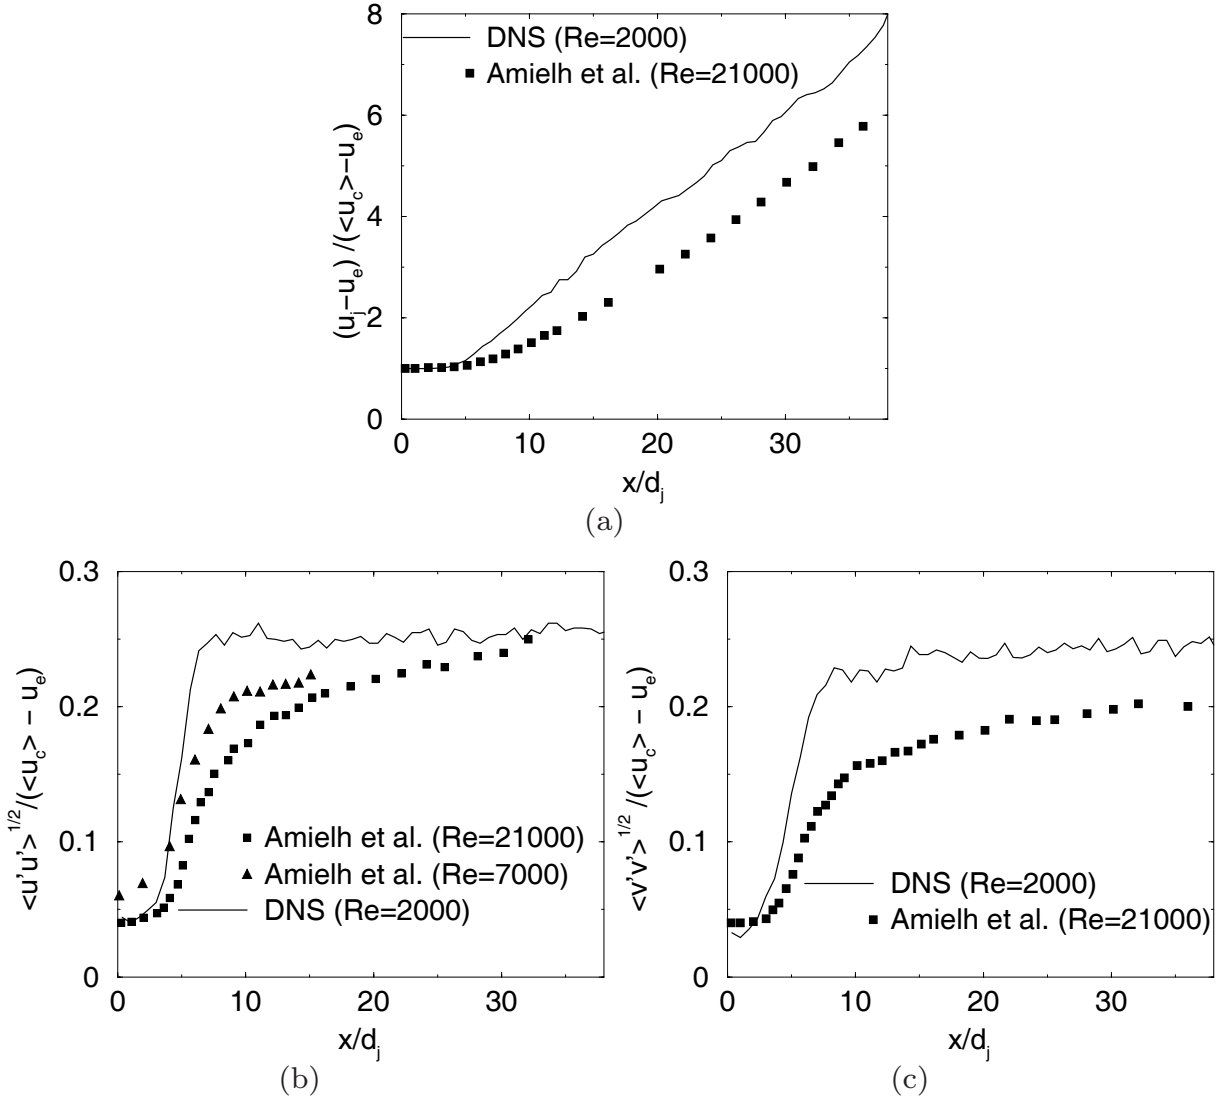 8
DNS (Re=2000)
Amielh et al. (Re=21000)
6
4
2
0
(u_j−u_e) /(<u_c>−u_e)
0 10 20 30
x/d_j
(a)
0.3
0.2
0.1
0
<u'u'>^1/2/(<u_c> − u_e)
Amielh et al. (Re=21000)
Amielh et al. (Re=7000)
DNS (Re=2000)
0 10 20 30
x/d_j
(b)
0.3
0.2
0.1
0
<v'v'>^1/2 /(<u_c> − u_e)
DNS (Re=2000)
Amielh et al. (Re=21000)
0 10 20 30
x/d_j
(c)